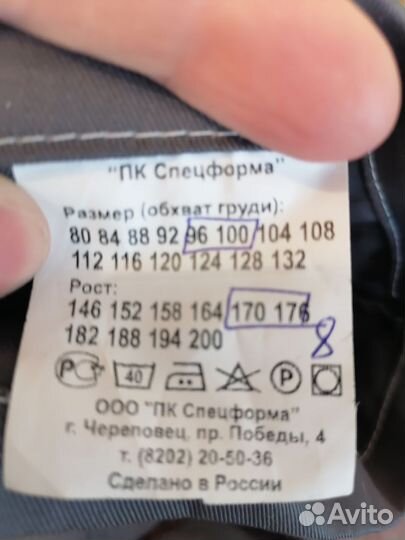 "ПК Спецформа"
Размер (обхват груди):
80 84 88 92 96 100 104 108
112 116 120 124 128 132
Рост:
146 152 158 164 170 176
182 188 194 200
8
РСТ 40 Р
ООО "ПК Спецформа"
г. Череповец, пр. Победы, 4
т. (8202) 20-50-36
Сделано в России
Avito